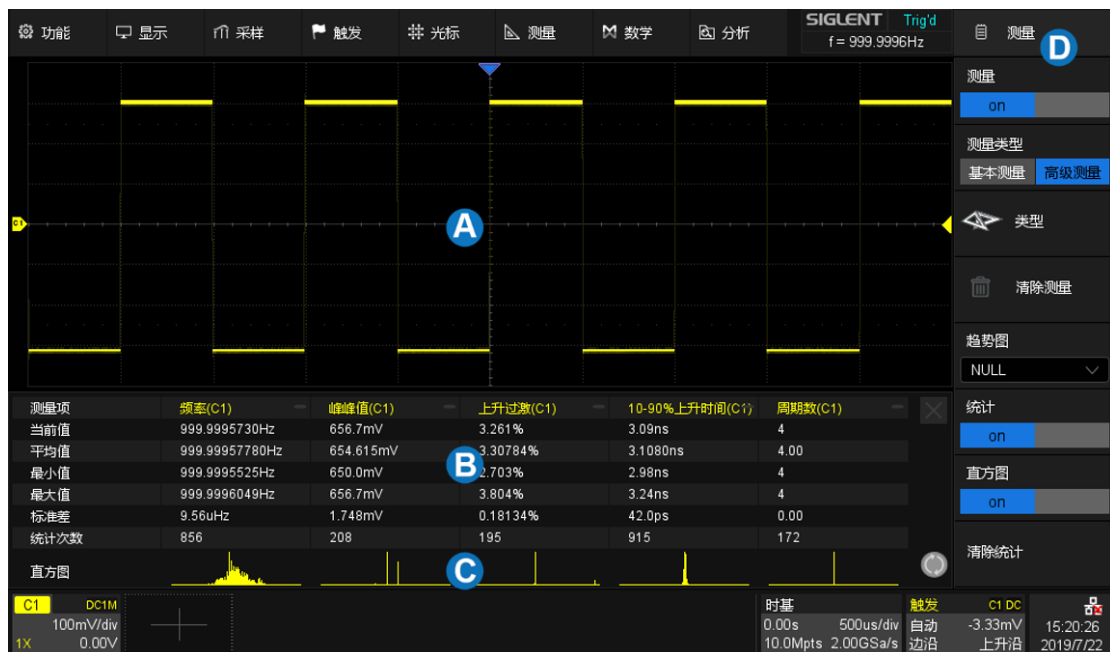 功能 显示 采样 触发 光标 测量 数学 分析 SIGLENT Trig'd
f = 999.9996Hz
测量
D
测量
on
测量类型
基本测量 高级测量
类型
清除测量
趋势图
NULL
统计
on
直方图
on
清除统计
C1
A
测量项 频率(C1) 峰峰值(C1) 上升过激(C1) 10-90%上升时间(C1) 周期数(C1)
当前值 999.9995730Hz 656.7mV 3.261% 3.09ns 4
平均值 999.99957780Hz 654.615mV 3.30784% 3.1080ns 4.00
B
最小值 999.9995525Hz 650.0mV 2.703% 2.98ns 4
最大值 999.9996049Hz 656.7mV 3.804% 3.24ns 4
标准差 9.56uHz 1.748mV 0.18134% 42.0ps 0.00
统计次数 856 208 195 915 172
直方图
C
C1 DC1M
100mV/div
1X 0.00V
时基
0.00s 500us/div
10.0Mpts 2.00GSa/s
触发 C1 DC
自动 -3.33mV
边沿 上升沿
15:20:26
2019/7/22